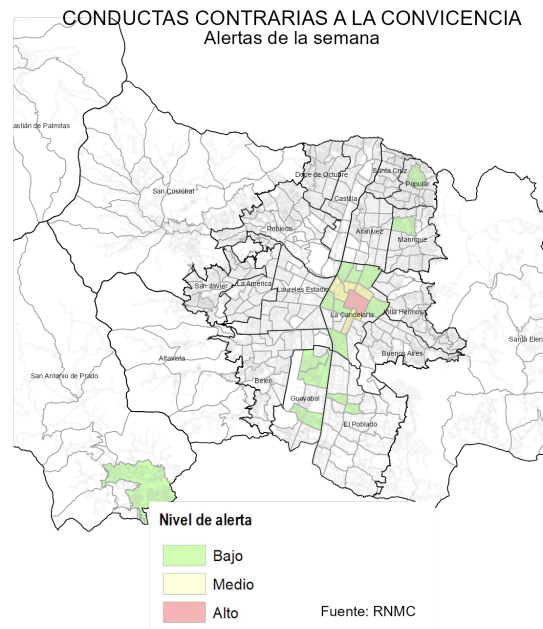 CONDUCTAS CONTRARIAS A LA CONVICENCIA
Alertas de la semana
astián de Palmitas
Doce de Octubre
Santa Cruz
Popular
San Cristóbal
Castilla
Robledo
Aranjuez
Manrique
San Javier
La América
Laureles Estadio
La Candelaria
Villa Hermosa
Santa Elen
Buenos Aires
Altavista
San Antonio de Prado
Belén
Guayabal
El Poblado
Nivel de alerta
Bajo
Medio
Alto
Fuente: RNMC